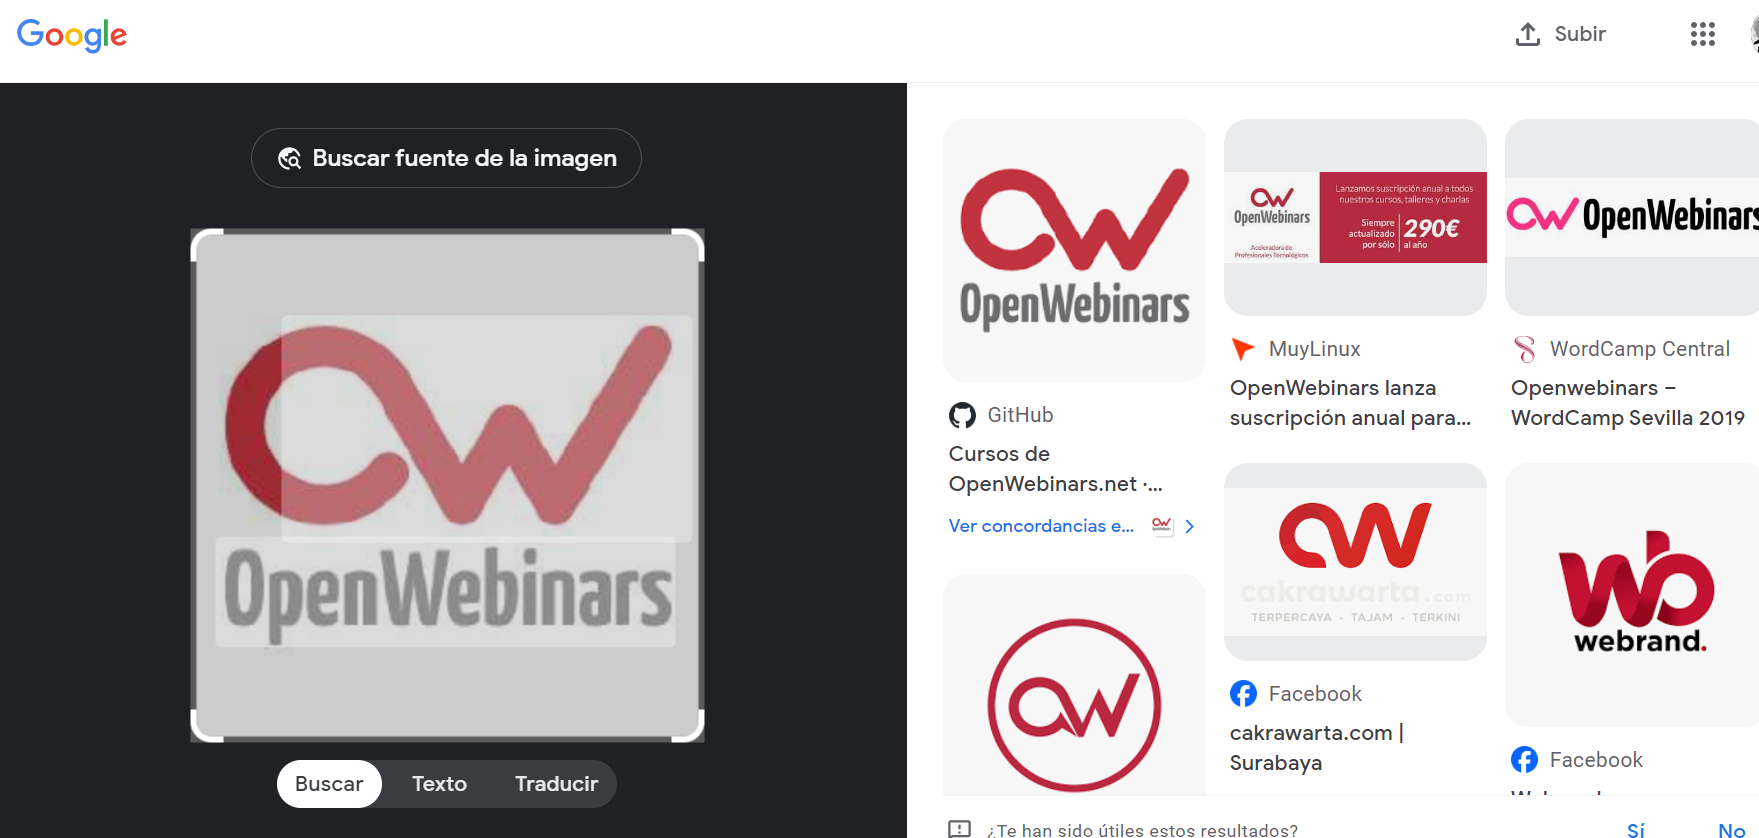 Google
Subir
Buscar fuente de la imagen
OpenWebinars
Buscar
Texto
Traducir
OpenWebinars
GitHub
Cursos de
OpenWebinars.net ·...
Ver concordancias e...
OpenWebinars
Aceleradora de
Profesionales Tecnológicos
Lanzamos suscripción anual a todos
nuestros cursos, talleres y charlas
Siempre
actualizado
por sólo
290€
al año
MuyLinux
OpenWebinars lanza
suscripción anual para...
OpenWebinars
WordCamp Central
Openwebinars –
WordCamp Sevilla 2019
cakrawarta.com
TERPERCAYA - TAJAM - TERKINI
Facebook
cakrawarta.com |
Surabaya
webrand.
Facebook
¿Te han sido útiles estos resultados?
Sí
No